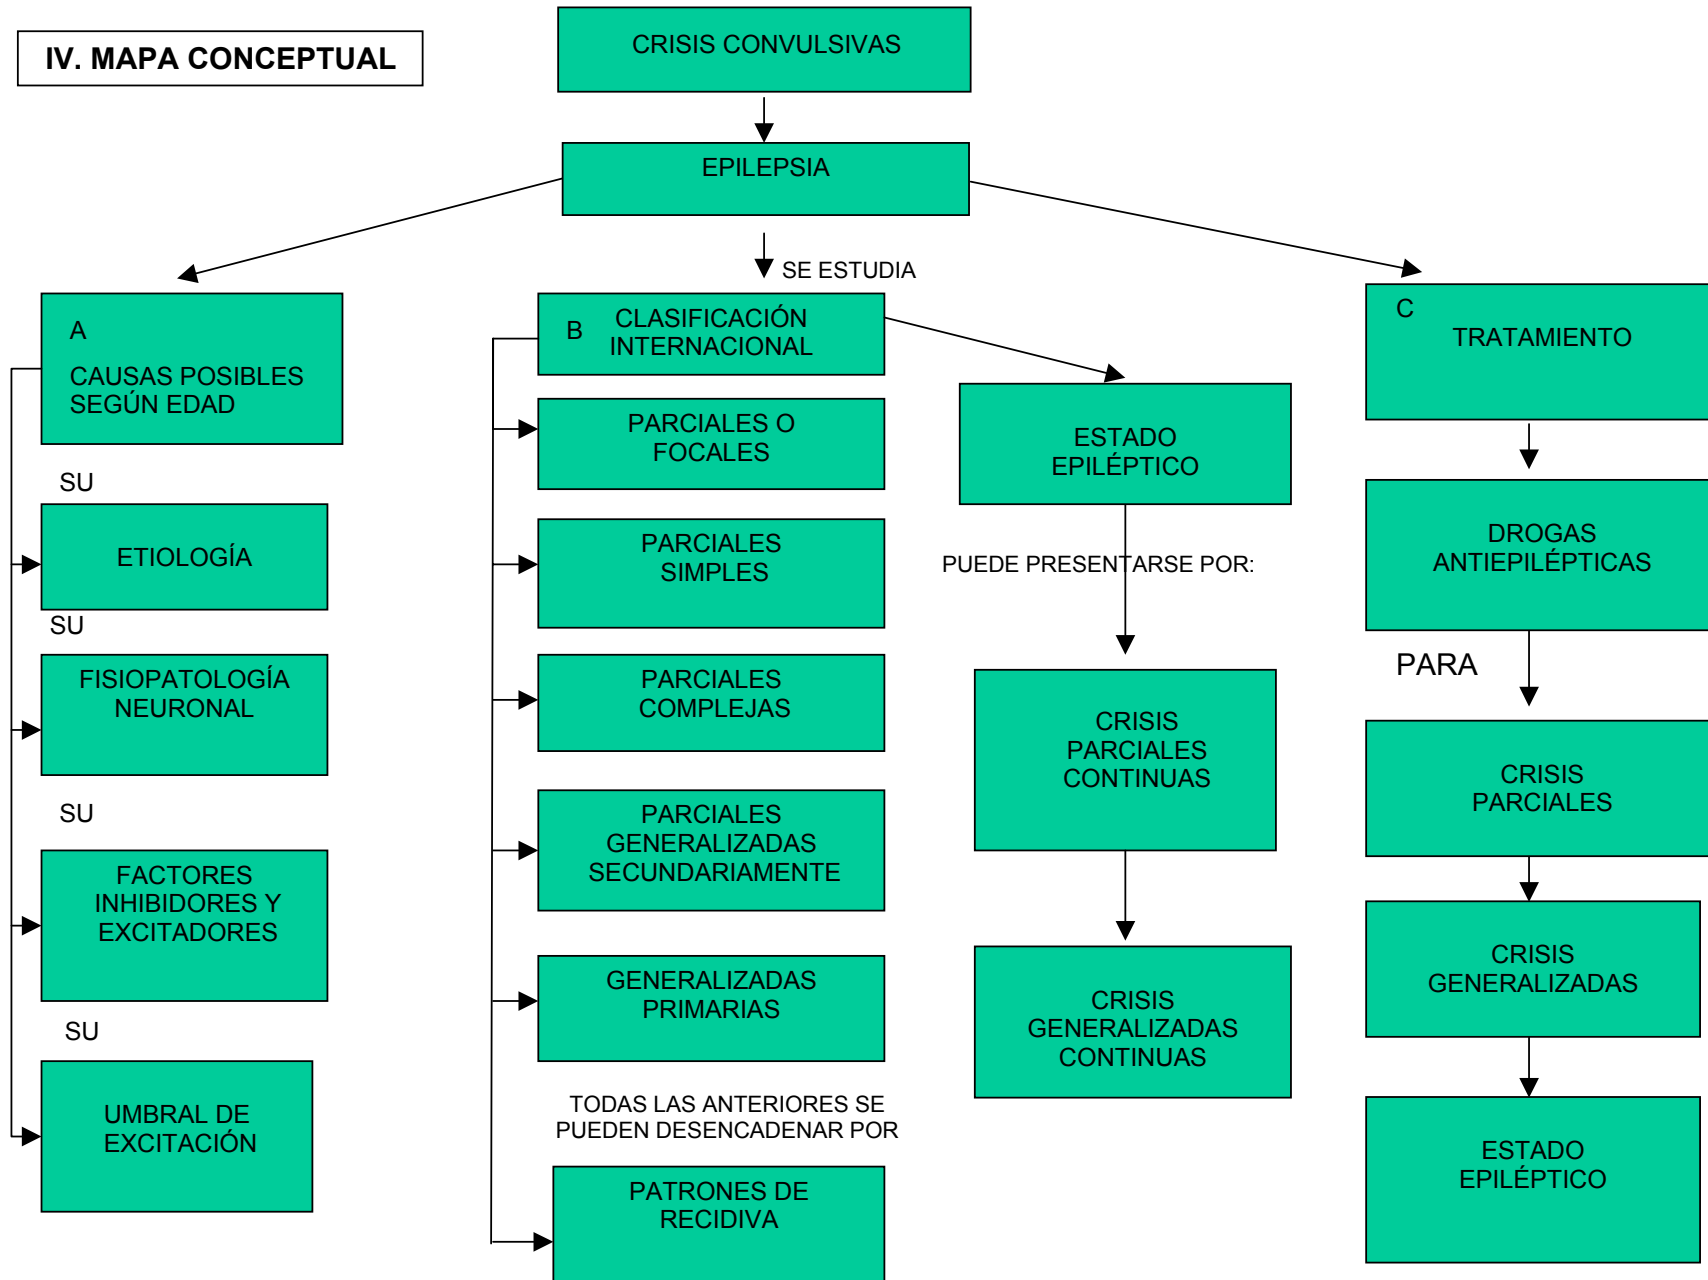 IV. MAPA CONCEPTUAL
CRISIS CONVULSIVAS
EPILEPSIA
SE ESTUDIA
A
CAUSAS POSIBLES
SEGÚN EDAD
SU
ETIOLOGÍA
SU
FISIOPATOLOGÍA
NEURONAL
SU
FACTORES
INHIBIDORES Y
EXCITADORES
SU
UMBRAL DE
EXCITACIÓN
B
CLASIFICACIÓN
INTERNACIONAL
PARCIALES O
FOCALES
PARCIALES
SIMPLES
PARCIALES
COMPLEJAS
PARCIALES
GENERALIZADAS
SECUNDARIAMENTE
GENERALIZADAS
PRIMARIAS
TODAS LAS ANTERIORES SE
PUEDEN DESENCADENAR POR
PATRONES DE
RECIDIVA
ESTADO
EPILÉPTICO
PUEDE PRESENTARSE POR:
CRISIS
PARCIALES
CONTINUAS
CRISIS
GENERALIZADAS
CONTINUAS
C
TRATAMIENTO
DROGAS
ANTIEPILÉPTICAS
PARA
CRISIS
PARCIALES
CRISIS
GENERALIZADAS
ESTADO
EPILÉPTICO